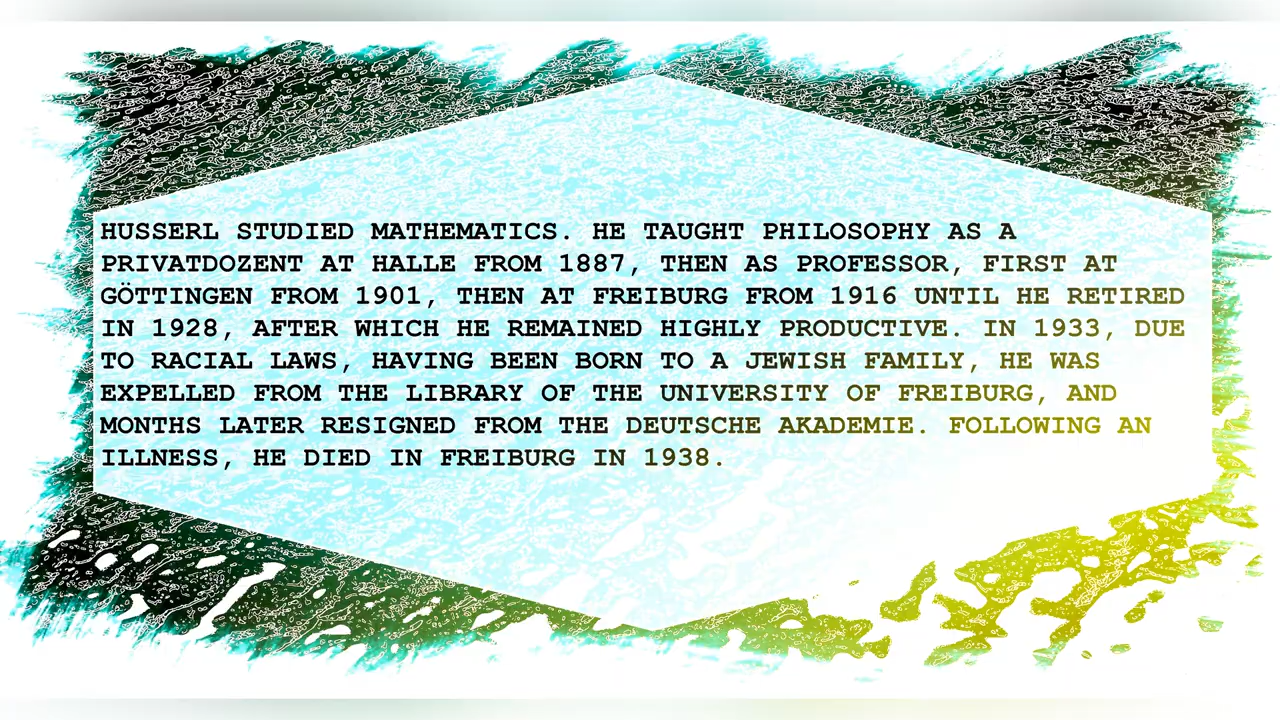 HUSSERL STUDIED MATHEMATICS. HE TAUGHT PHILOSOPHY AS A
PRIVATDOZENT AT HALLE FROM 1887, THEN AS PROFESSOR, FIRST AT
GÖTTINGEN FROM 1901, THEN AT FREIBURG FROM 1916 UNTIL HE RETIRED
IN 1928, AFTER WHICH HE REMAINED HIGHLY PRODUCTIVE. IN 1933, DUE
TO RACIAL LAWS, HAVING BEEN BORN TO A JEWISH FAMILY, HE WAS
EXPELLED FROM THE LIBRARY OF THE UNIVERSITY OF FREIBURG, AND
MONTHS LATER RESIGNED FROM THE DEUTSCHE AKADEMIE. FOLLOWING AN
ILLNESS, HE DIED IN FREIBURG IN 1938.